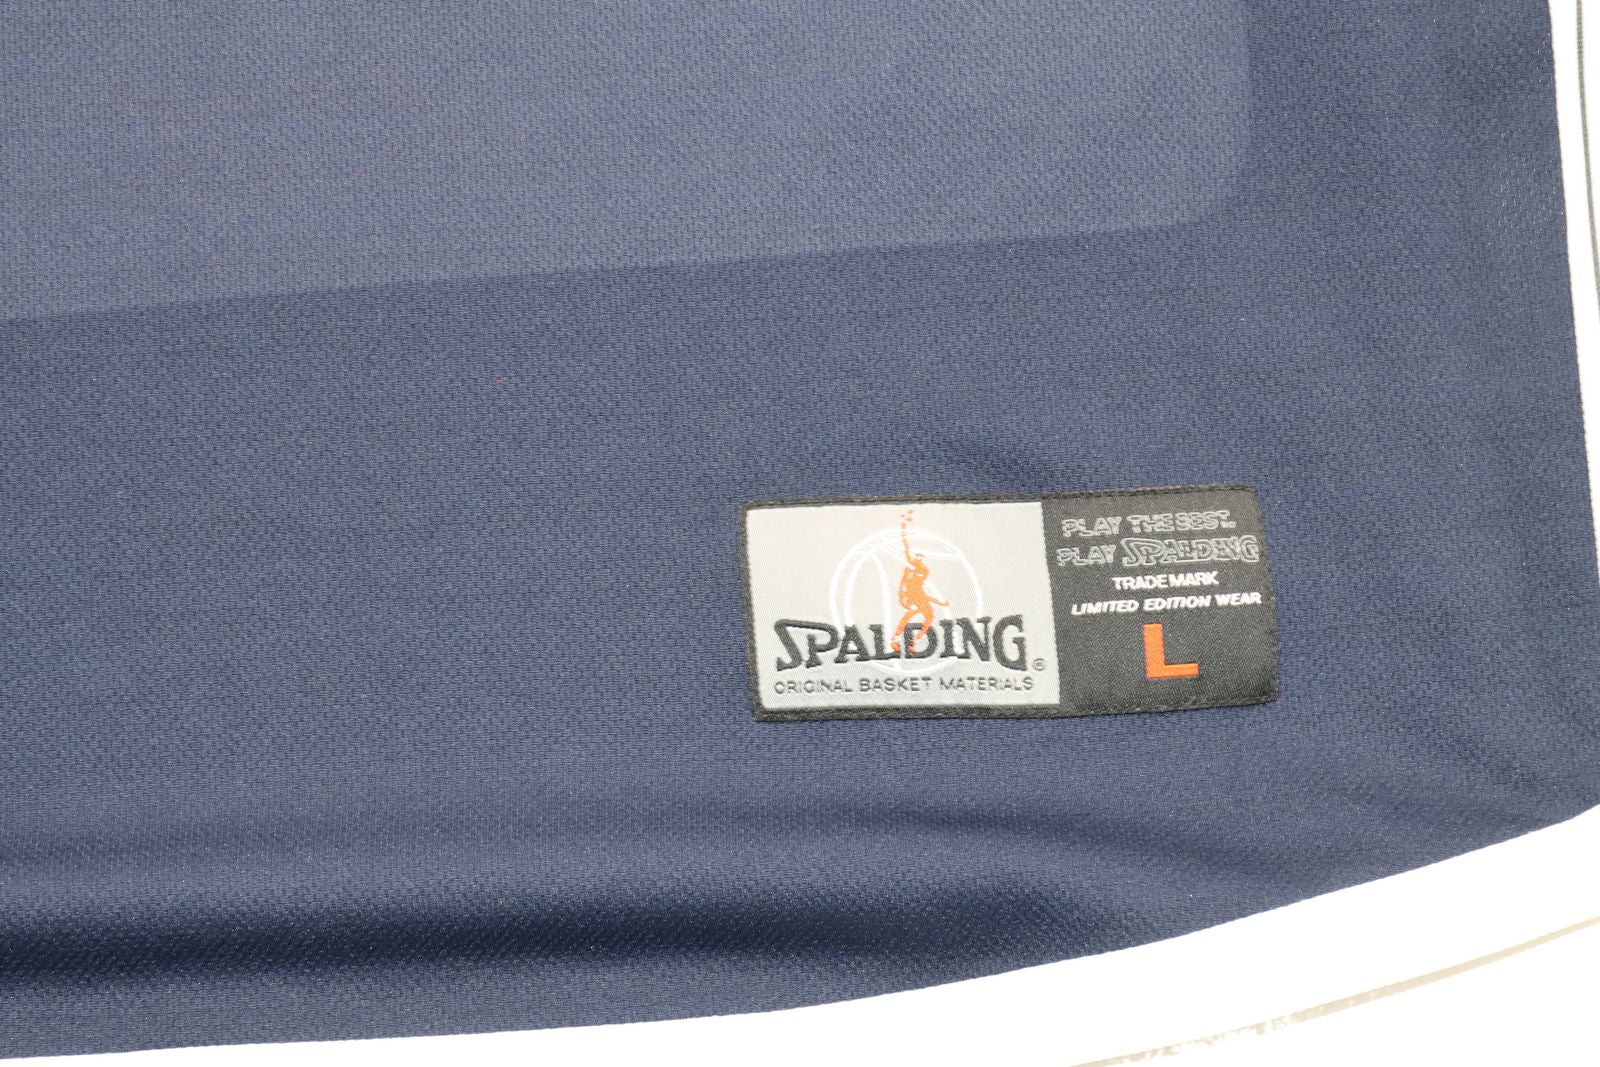 SPALDING®
ORIGINAL BASKET MATERIALS
PLAY THE BEST...
PLAY SPALDING
TRADE MARK
LIMITED EDITION WEAR
L